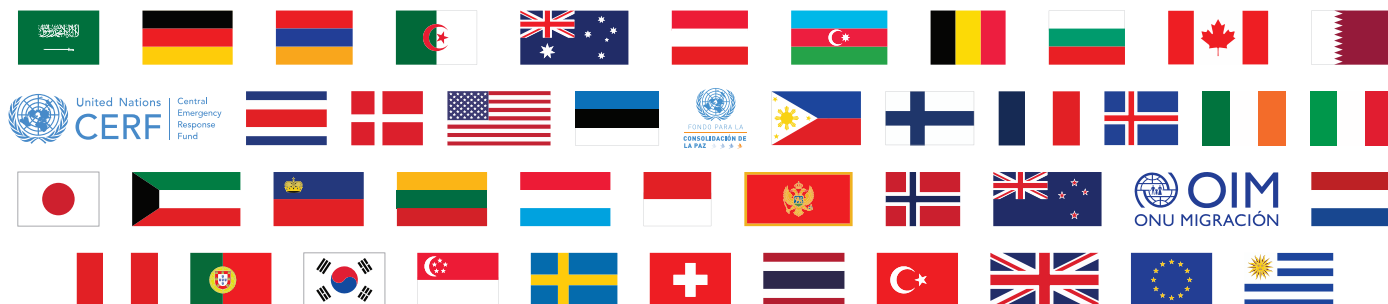 United Nations
CERF
Central
Emergency
Response
Fund
FONDO PARA LA
CONSOLIDACIÓN DE
LA PAZ
OIM
ONU MIGRACIÓN